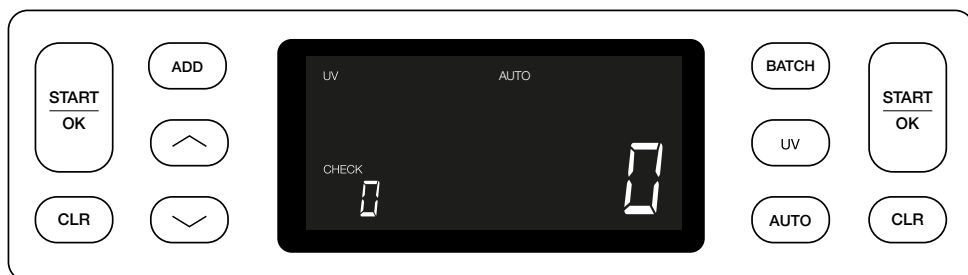 START
OK
CLR
ADD
UV AUTO
CHECK
0
0
BATCH
UV
AUTO
START
OK
CLR